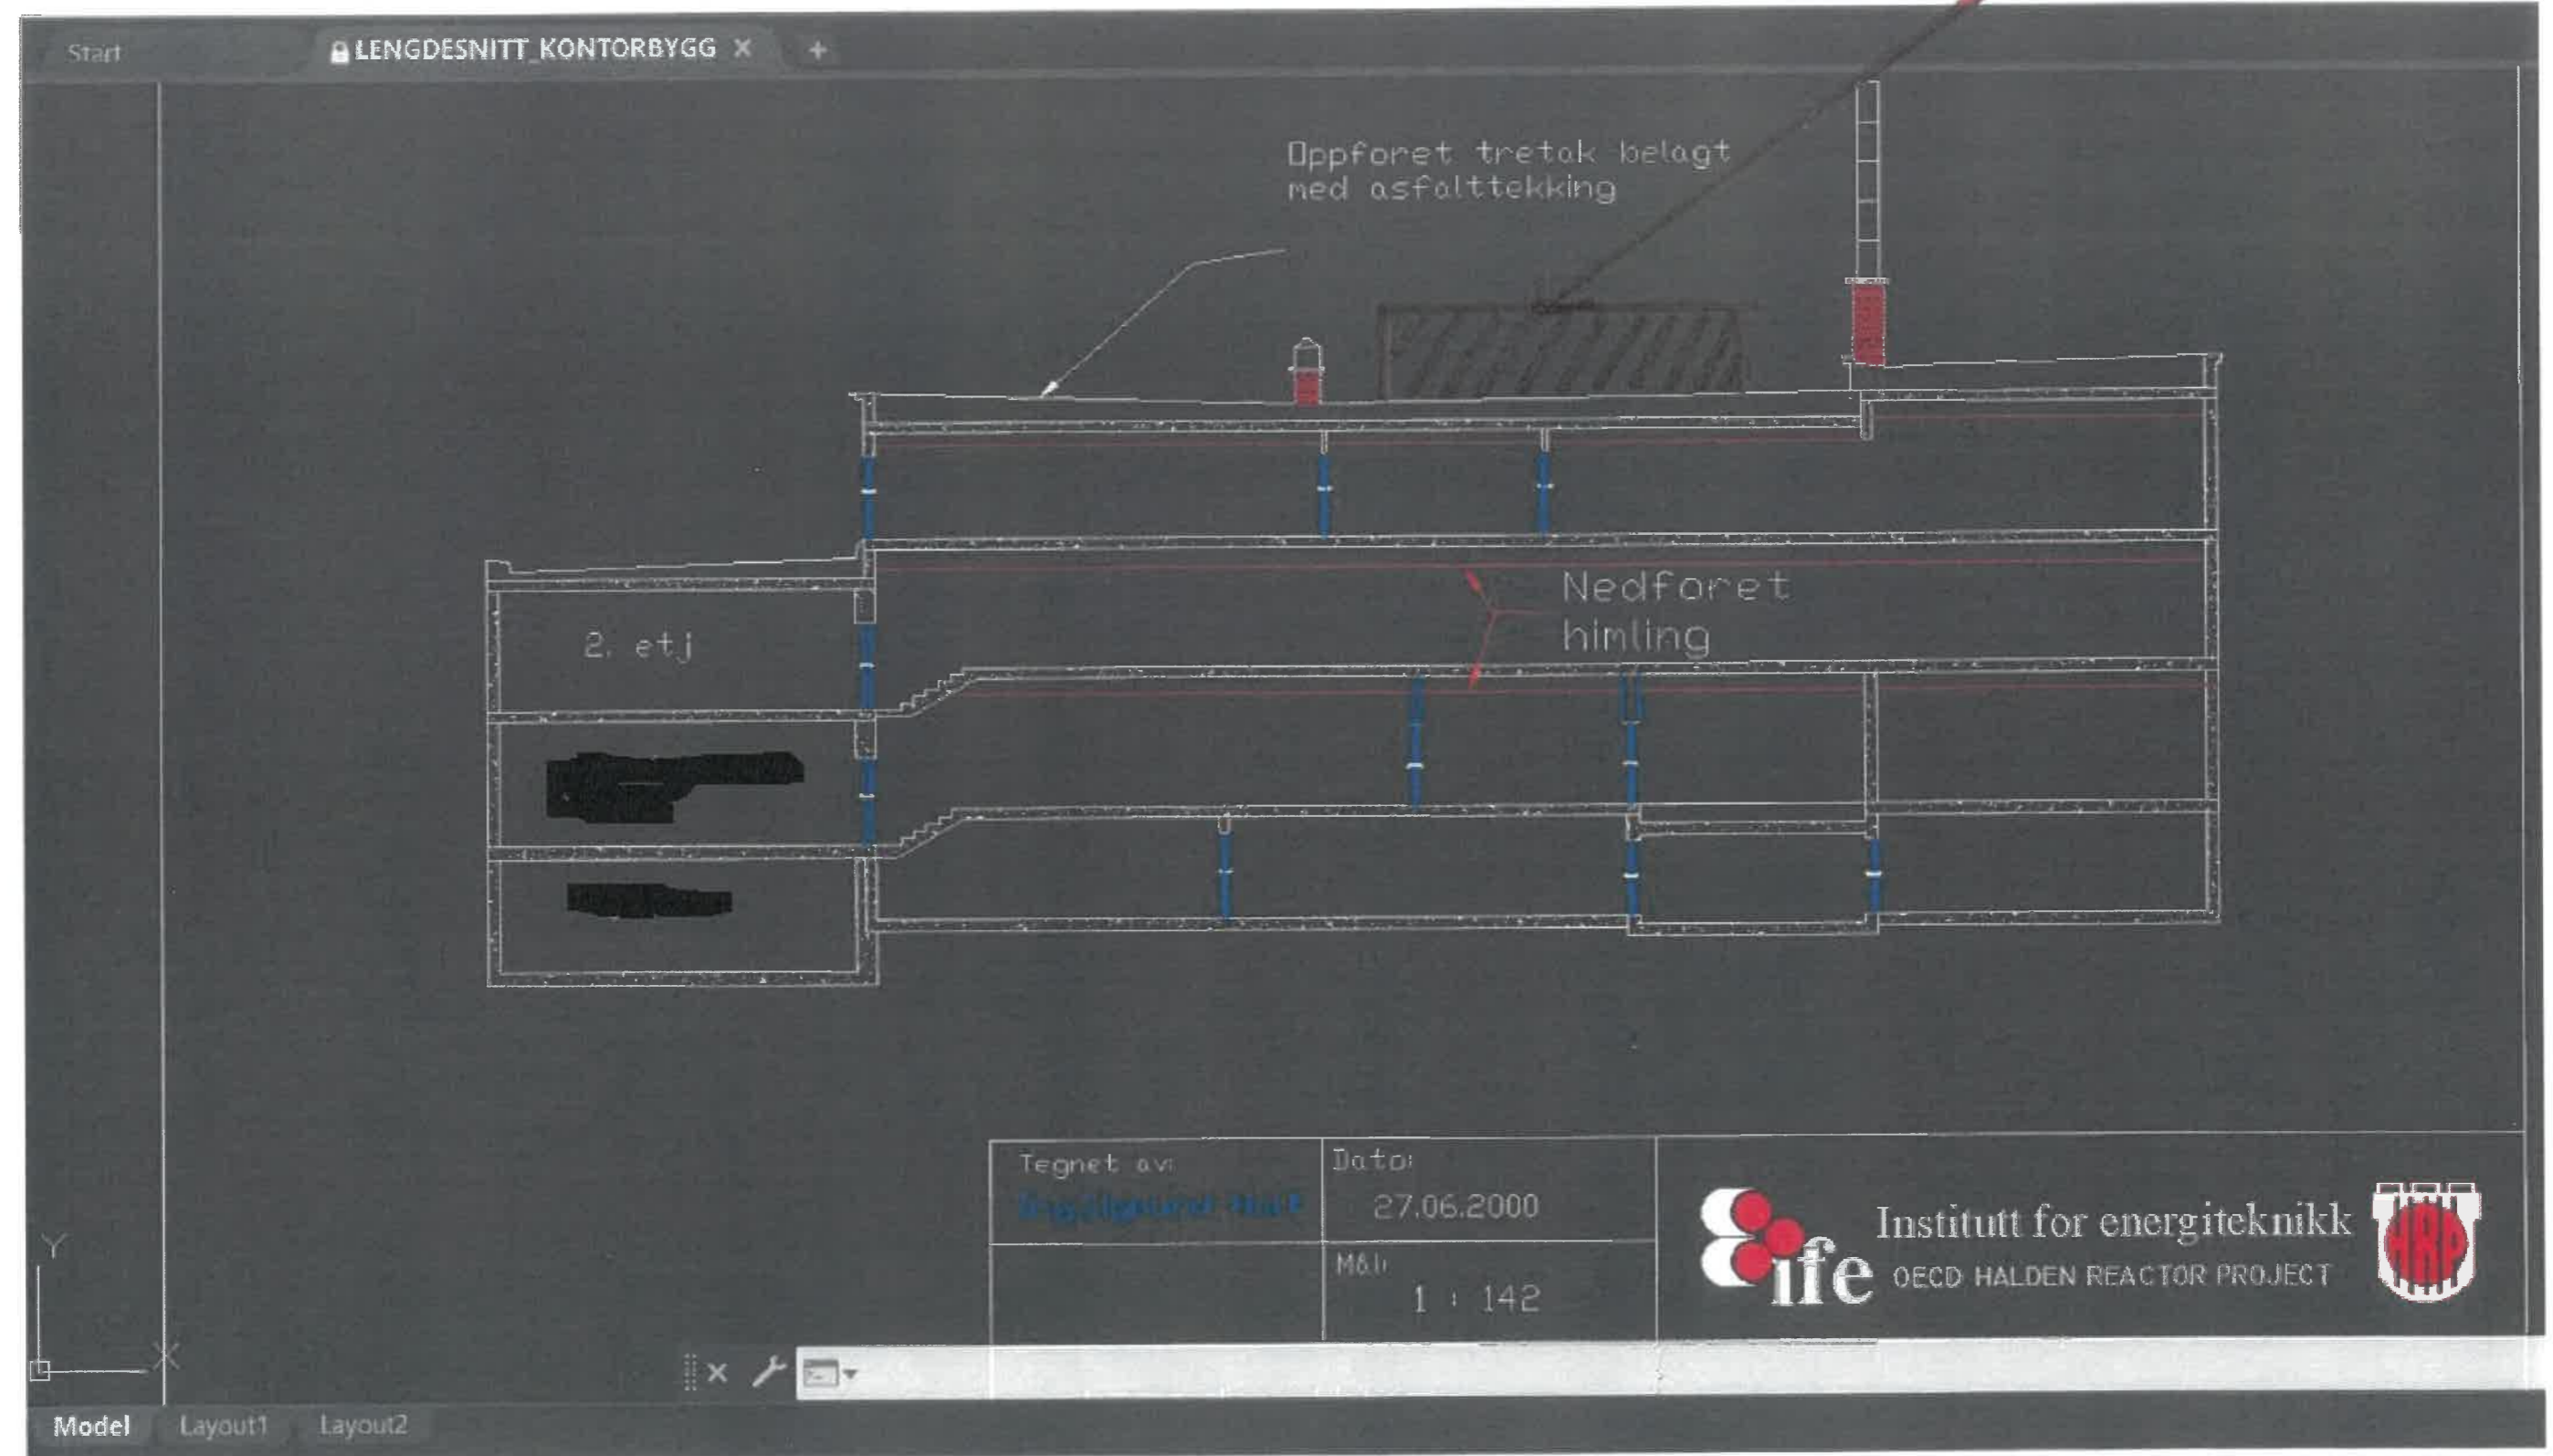 Start
LENGDESNITT_KONTORBYGG
Oppforet tretak belagt
med asfalttekking
Nedforet
himling
2. etj
Tegnet av:
Dato:
27.06.2000
Mål:
1 : 142
ife
Institutt for energiteknikk
OECD HALDEN REACTOR PROJECT
HRP
Y
X
Model
Layout1
Layout2